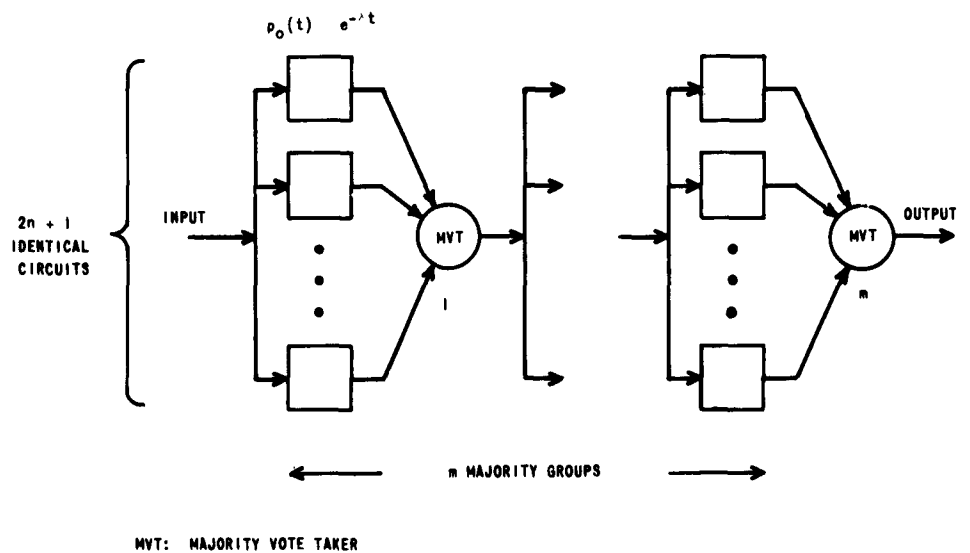 p₀(t) e^-λt
2n + 1
IDENTICAL
CIRCUITS
INPUT
MVT
1
MVT
m
OUTPUT
m MAJORITY GROUPS
MVT: MAJORITY VOTE TAKER